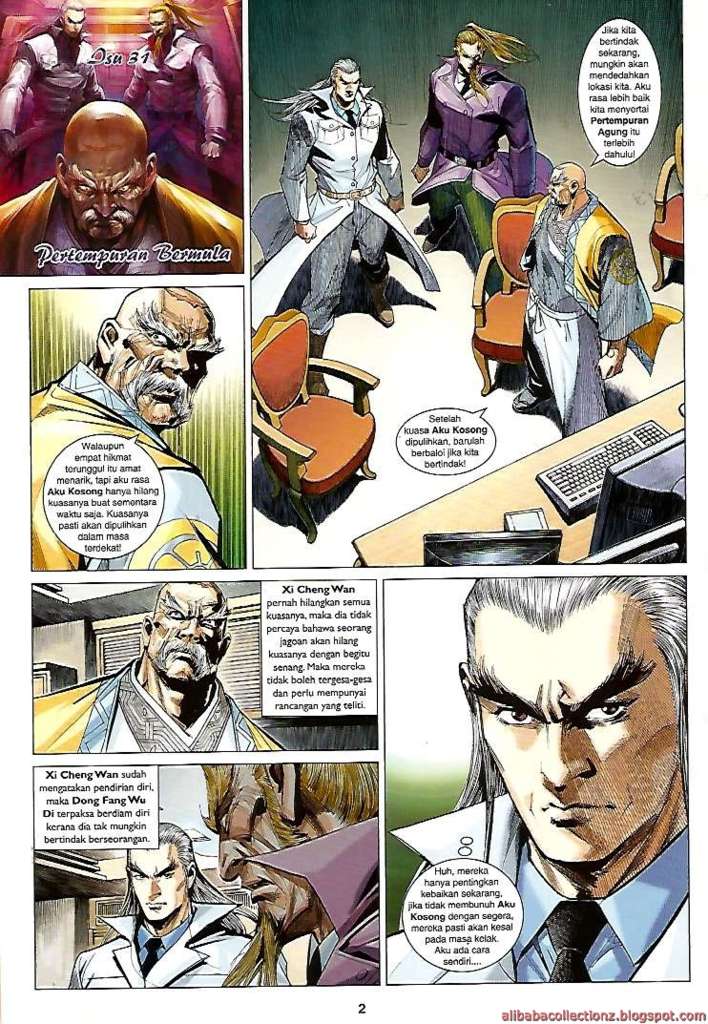 Isu 31
Pertempuran Bermula
Jika kita
bertindak
sekarang,
mungkin akan
mendedahkan
lokasi kita. Aku
rasa lebih baik
kita menyertai
Pertempuran
Agung itu
terlebih
dahulu!
Setelah
kuasa Aku Kosong
dipulihkan, barulah
berbaloi jika kita
bertindak!
Walaupun
empat hikmat
terunggul itu amat
menarik, tapi aku rasa
Aku Kosong hanya hilang
kuasanya buat sementara
waktu saja. Kuasanya
pasti akan dipulihkan
dalam masa
terdekat!
Xi Cheng Wan
pernah hilangkan semua
kuasanya, maka dia tidak
percaya bahawa seorang
jagoan akan hilang
kuasanya dengan begitu
senang. Maka mereka
tidak boleh tergesa-gesa
dan perlu mempunyai
rancangan yang teliti.
Xi Cheng Wan sudah
mengatakan pendirian diri,
maka Dong Fang Wu
Di terpaksa berdiam diri
kerana dia tak mungkin
bertindak berseorangan.
Huh, mereka
hanya pentingkan
kebaikan sekarang,
jika tidak membunuh Aku
Kosong dengan segera,
mereka pasti akan kesal
pada masa kelak.
Aku ada cara
sendiri....
2
alibabacollectionz.blogspot.com